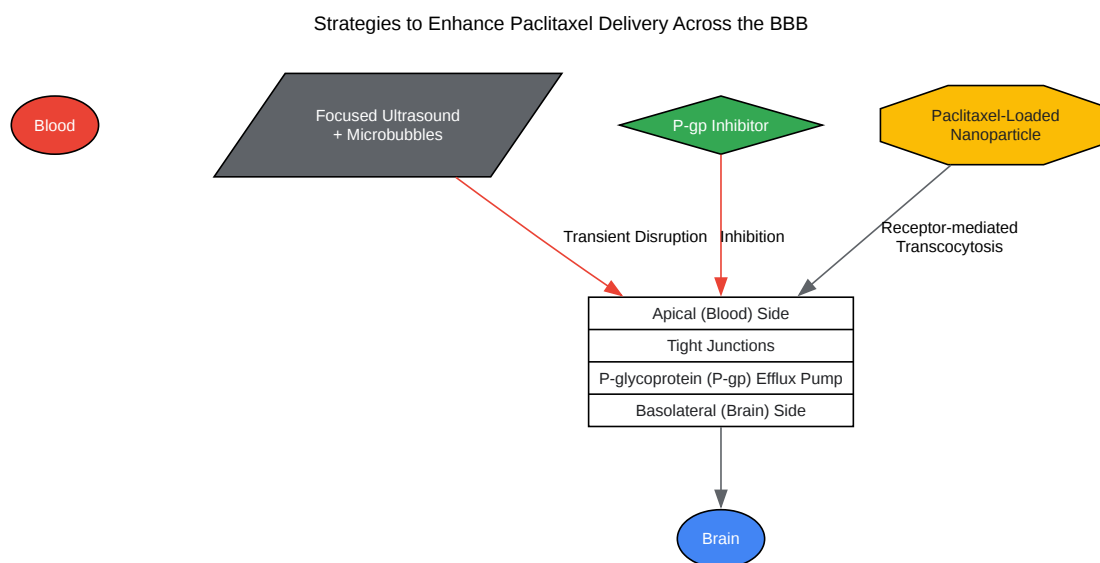 Strategies to Enhance Paclitaxel Delivery Across the BBB
Blood
Focused Ultrasound
+ Microbubbles
P-gp Inhibitor
Paclitaxel-Loaded
Nanoparticle
Transient Disruption
Inhibition
Receptor-mediated
Transcocytosis
Apical (Blood) Side
Tight Junctions
P-glycoprotein (P-gp) Efflux Pump
Basolateral (Brain) Side
Brain